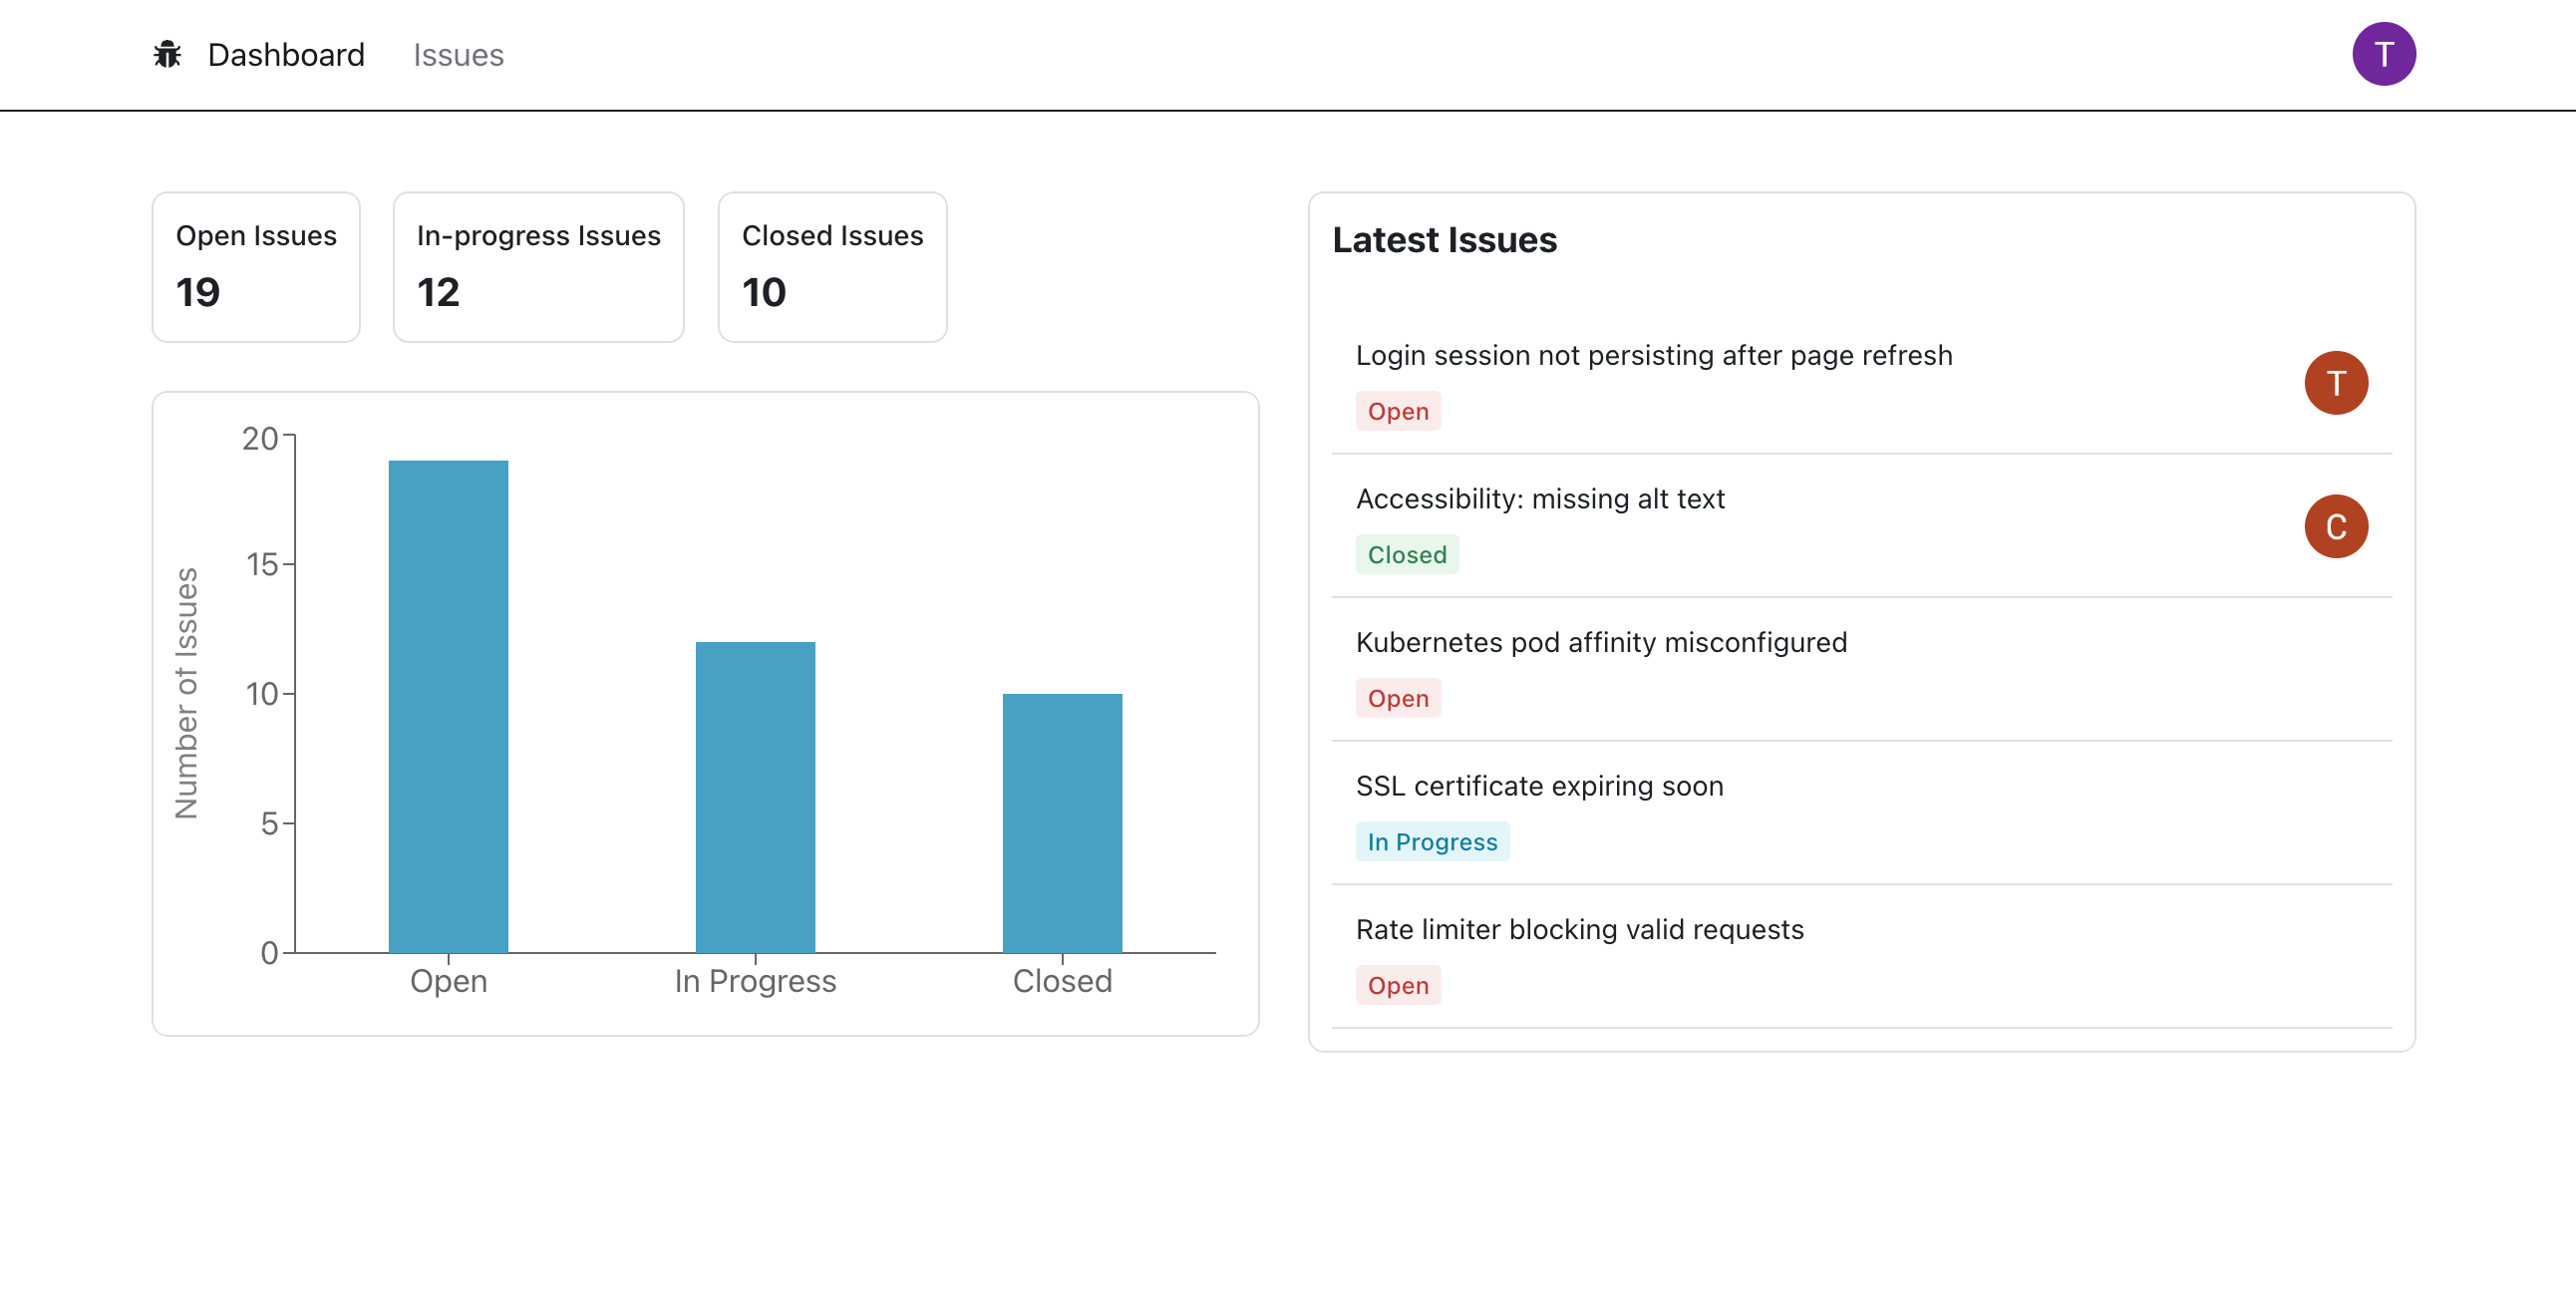 Dashboard Issues
T
Open Issues
19
In-progress Issues
12
Closed Issues
10
Number of Issues
20
15
10
5
0
Open In Progress Closed
Latest Issues
Login session not persisting after page refresh
Open
T
Accessibility: missing alt text
Closed
C
Kubernetes pod affinity misconfigured
Open
SSL certificate expiring soon
In Progress
Rate limiter blocking valid requests
Open